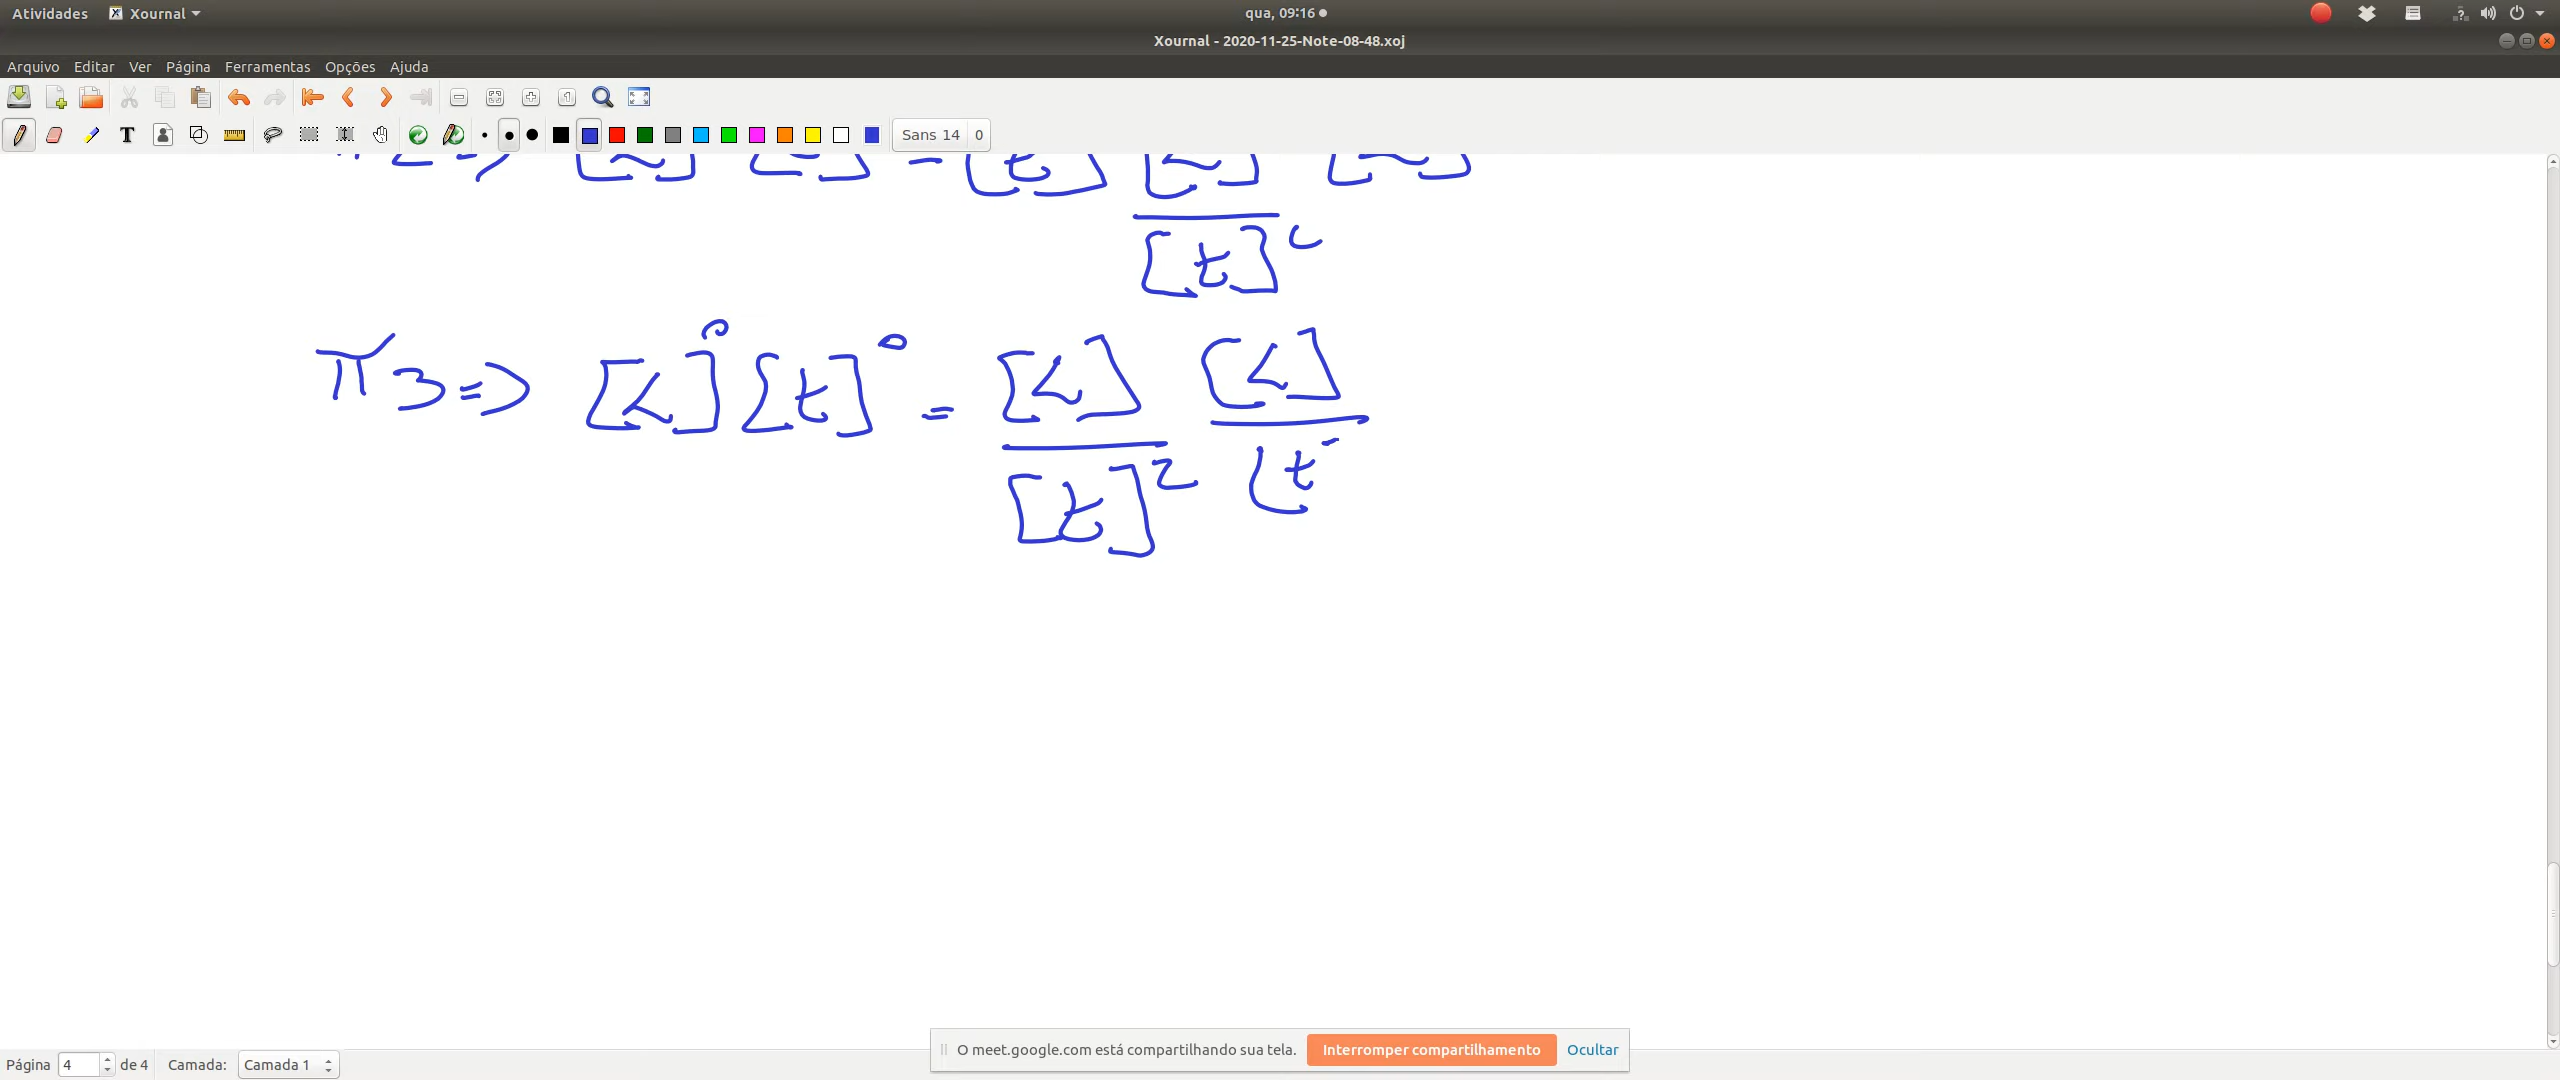 Atividades Xournal qua, 09:16
Xournal - 2020-11-25-Note-08-48.xoj
Arquivo Editar Ver Página Ferramentas Opções Ajuda
T Sans 14 0
[t]^c
π3 => [L]^0 [t]^0 = [L] [L]
[t]^2 [t
O meet.google.com está compartilhando sua tela. Interromper compartilhamento Ocultar
Página 4 de 4 Camada: Camada 1